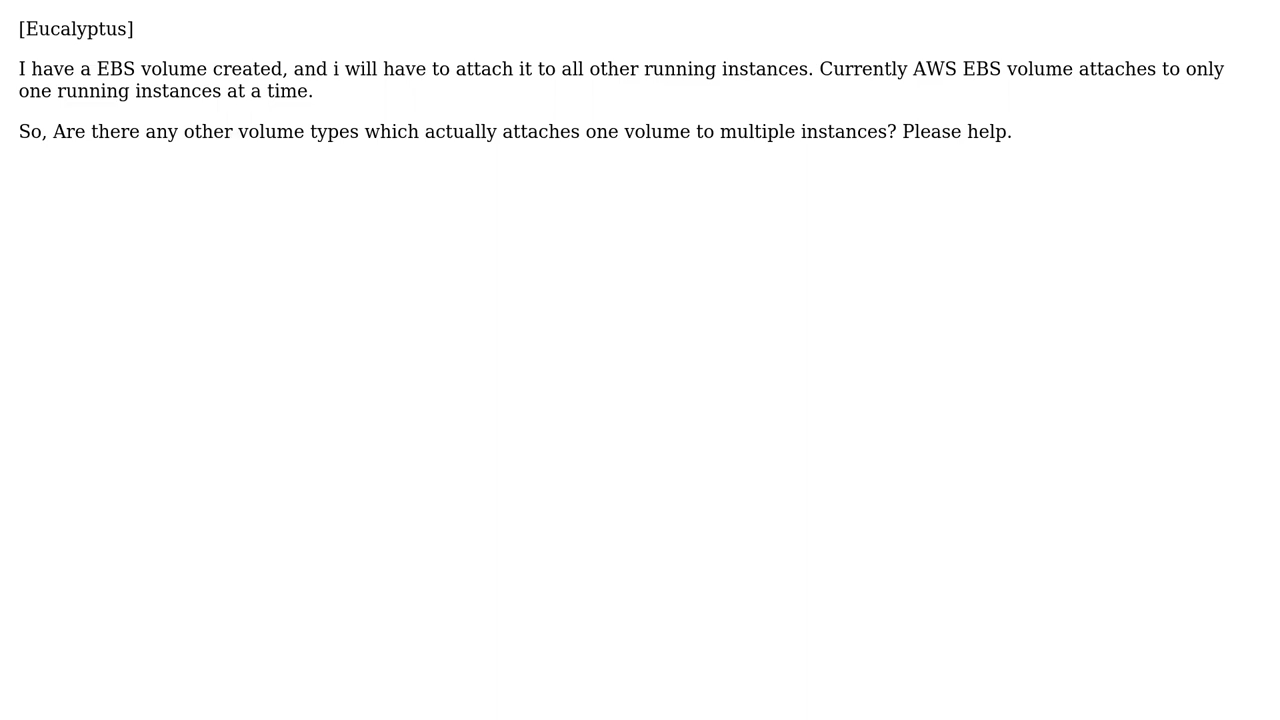 [Eucalyptus]
I have a EBS volume created, and i will have to attach it to all other running instances. Currently AWS EBS volume attaches to only
one running instances at a time.
So, Are there any other volume types which actually attaches one volume to multiple instances? Please help.